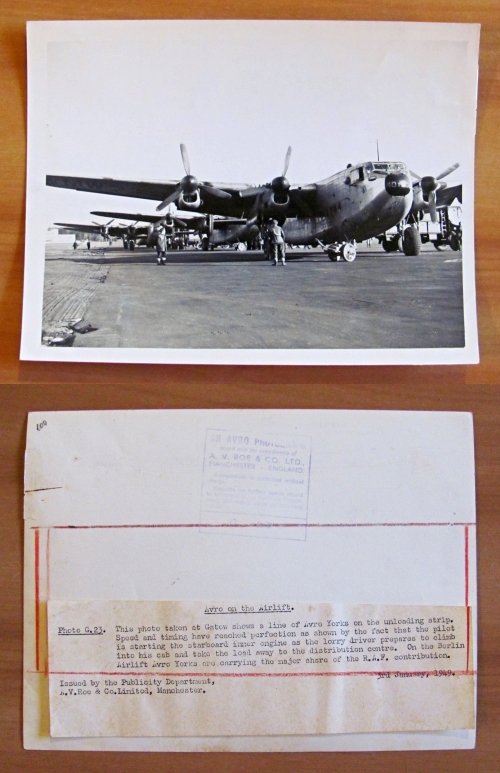 100
AN AVRO PHOTO
A. V. ROE & CO. LTD.,
MANCHESTER - ENGLAND
Avro on the Airlift.
Photo G.23. This photo taken at Gatow shows a line of Avro Yorks on the unloading strip.
Speed and timing have reached perfection as shown by the fact that the pilot
is starting the starboard inner engine as the lorry driver prepares to climb
into his cab and take the load away to the distribution centre. On the Berlin
Airlift Avro Yorks are carrying the major share of the R.A.F. contribution.
3rd January, 1949.
Issued by the Publicity Department,
A.V.Roe & Co.Limited, Manchester.